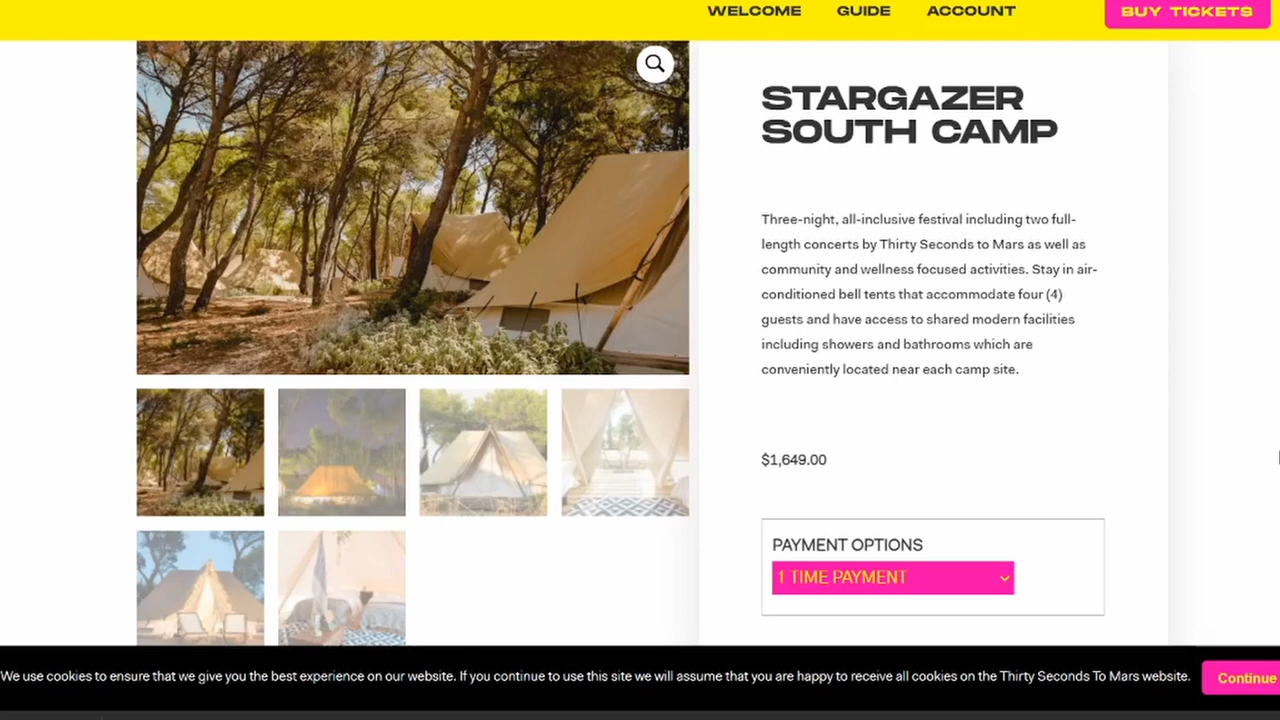 WELCOME GUIDE ACCOUNT BUY TICKETS
STARGAZER
SOUTH CAMP
Three-night, all-inclusive festival including two full-
length concerts by Thirty Seconds to Mars as well as
community and wellness focused activities. Stay in air-
conditioned bell tents that accommodate four (4)
guests and have access to shared modern facilities
including showers and bathrooms which are
conveniently located near each camp site.
$1,649.00
PAYMENT OPTIONS
1 TIME PAYMENT
We use cookies to ensure that we give you the best experience on our website. If you continue to use this site we will assume that you are happy to receive all cookies on the Thirty Seconds To Mars website. Continue